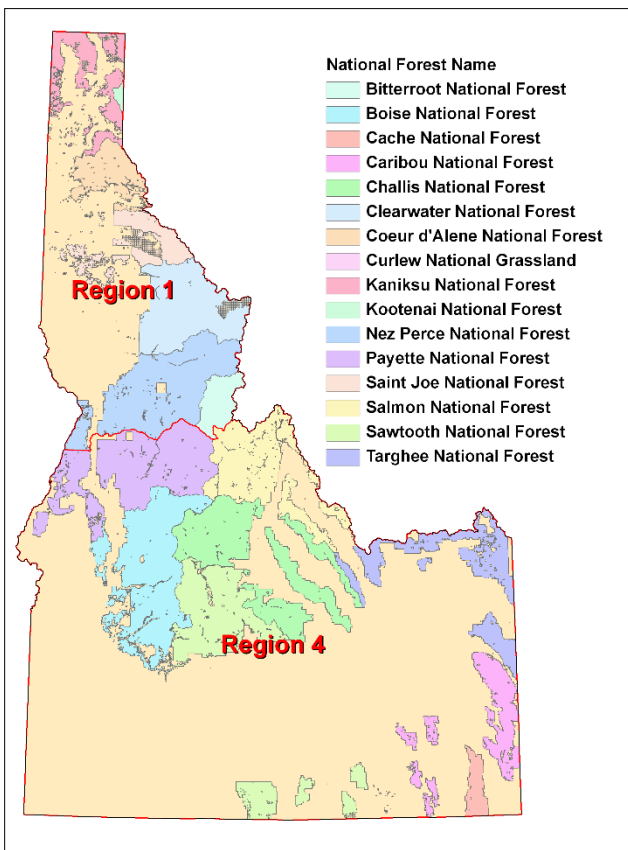 National Forest Name
Bitterroot National Forest
Boise National Forest
Cache National Forest
Caribou National Forest
Challis National Forest
Clearwater National Forest
Coeur d'Alene National Forest
Curlew National Grassland
Kaniksu National Forest
Kootenai National Forest
Nez Perce National Forest
Payette National Forest
Saint Joe National Forest
Salmon National Forest
Sawtooth National Forest
Targhee National Forest
Region 1
Region 4